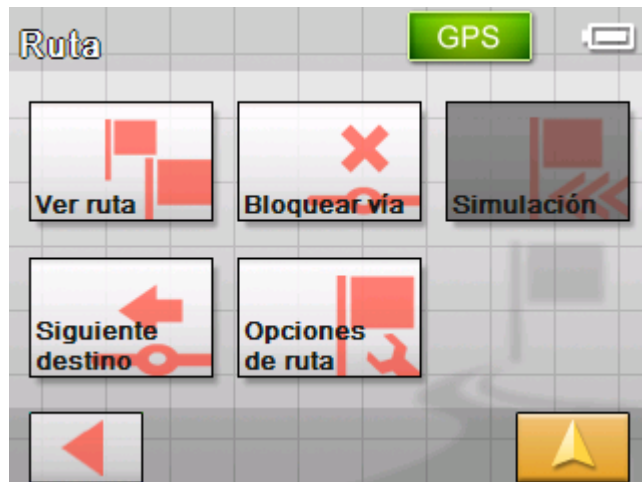 Ruta
GPS
Ver ruta
Bloquear vía
Simulación
Siguiente
destino
Opciones
de ruta